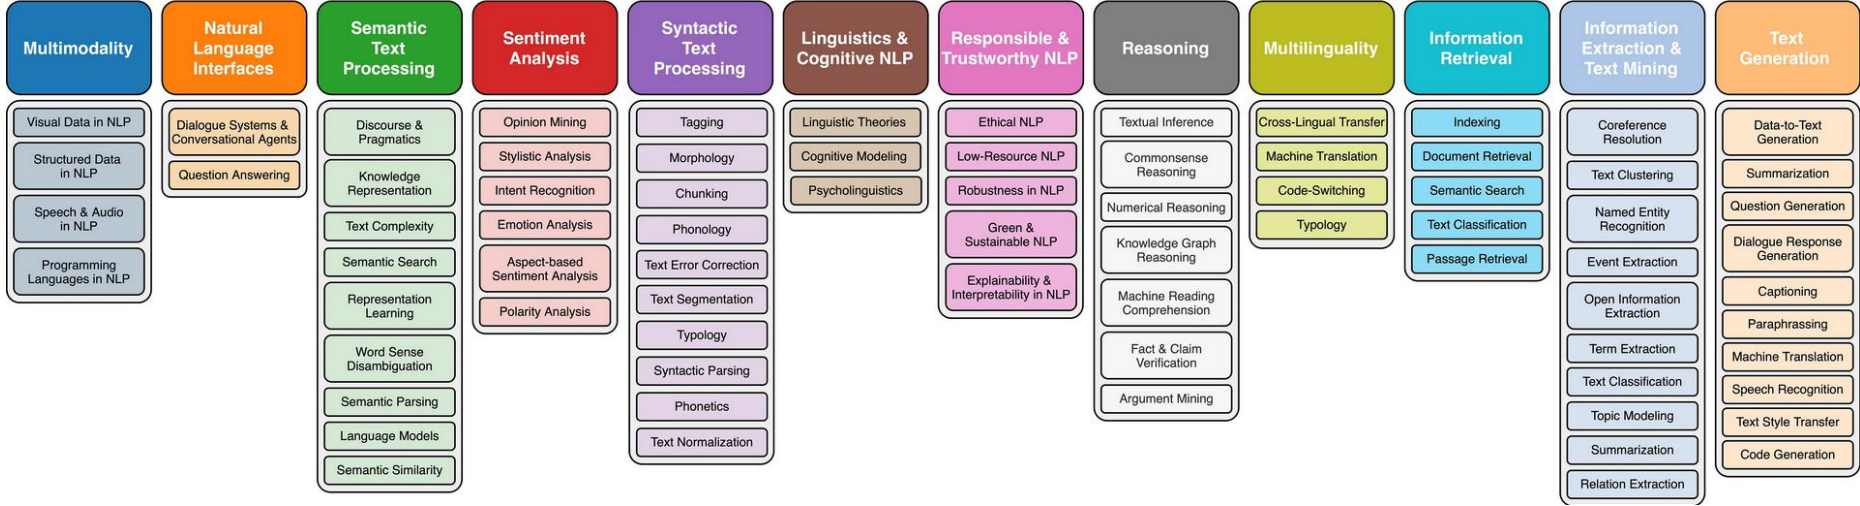 Multimodality
Visual Data in NLP
Structured Data
in NLP
Speech & Audio
in NLP
Programming
Languages in NLP
Natural
Language
Interfaces
Dialogue Systems &
Conversational Agents
Question Answering
Semantic
Text
Processing
Discourse &
Pragmatics
Knowledge
Representation
Text Complexity
Semantic Search
Representation
Learning
Word Sense
Disambiguation
Semantic Parsing
Language Models
Semantic Similarity
Sentiment
Analysis
Opinion Mining
Stylistic Analysis
Intent Recognition
Emotion Analysis
Aspect-based
Sentiment Analysis
Polarity Analysis
Syntactic
Text
Processing
Tagging
Morphology
Chunking
Phonology
Text Error Correction
Text Segmentation
Typology
Syntactic Parsing
Phonetics
Text Normalization
Linguistics &
Cognitive NLP
Linguistic Theories
Cognitive Modeling
Psycholinguistics
Responsible &
Trustworthy NLP
Ethical NLP
Low-Resource NLP
Robustness in NLP
Green &
Sustainable NLP
Explainability &
Interpretability in NLP
Reasoning
Textual Inference
Commonsense
Reasoning
Numerical Reasoning
Knowledge Graph
Reasoning
Machine Reading
Comprehension
Fact & Claim
Verification
Argument Mining
Multilinguality
Cross-Lingual Transfer
Machine Translation
Code-Switching
Typology
Information
Retrieval
Indexing
Document Retrieval
Semantic Search
Text Classification
Passage Retrieval
Information
Extraction &
Text Mining
Coreference
Resolution
Text Clustering
Named Entity
Recognition
Event Extraction
Open Information
Extraction
Term Extraction
Text Classification
Topic Modeling
Summarization
Relation Extraction
Text
Generation
Data-to-Text
Generation
Summarization
Question Generation
Dialogue Response
Generation
Captioning
Paraphrassing
Machine Translation
Speech Recognition
Text Style Transfer
Code Generation